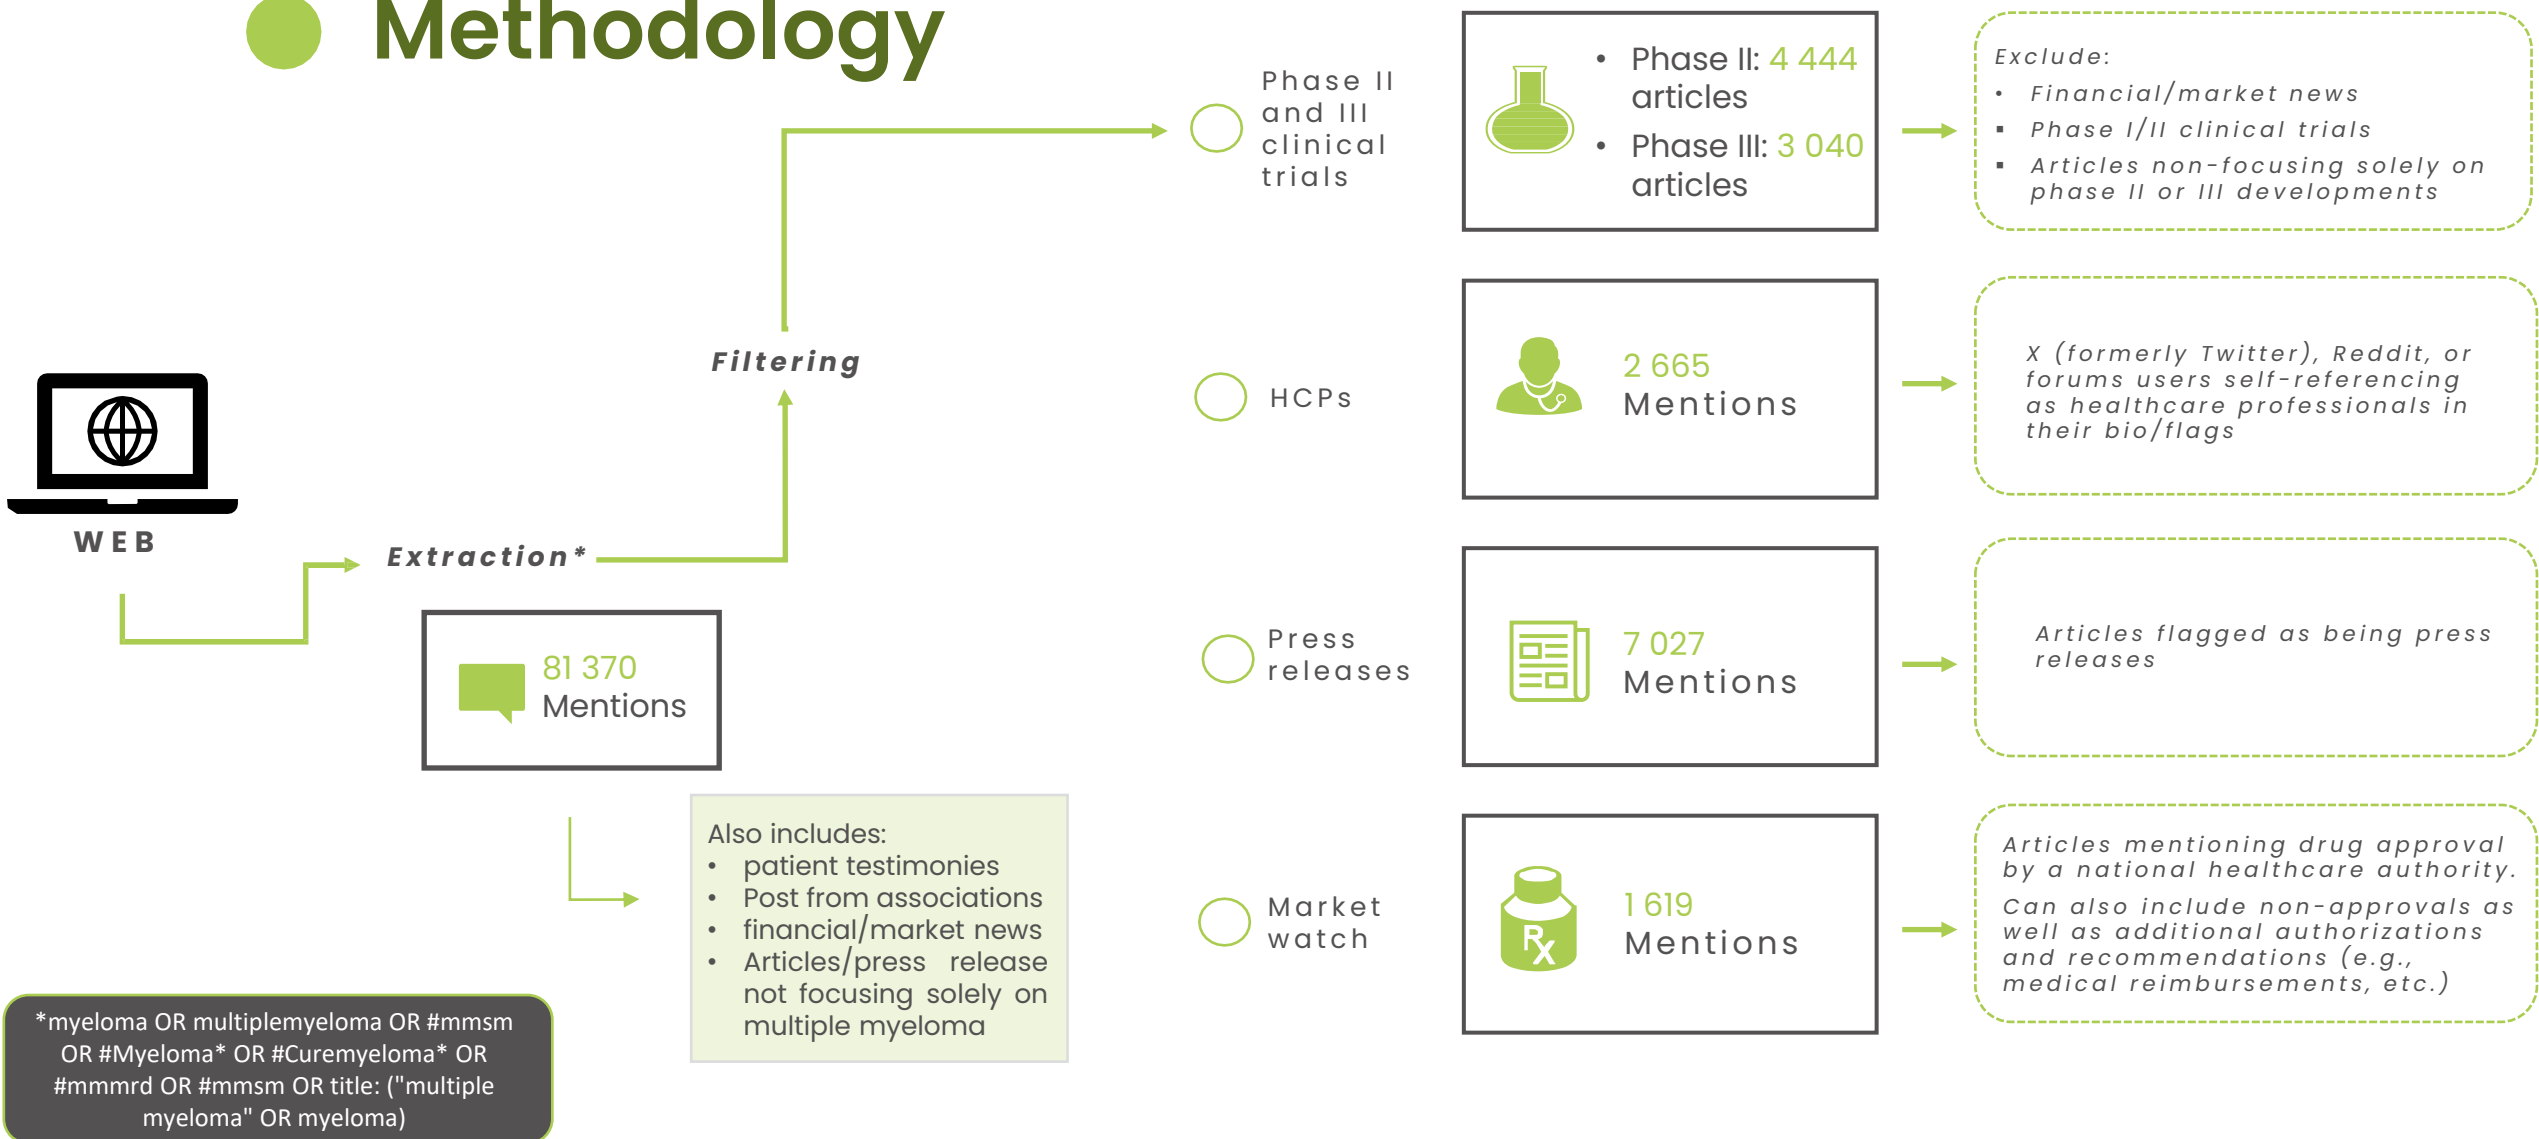 Methodology
WEB
Extraction*
81 370
Mentions
Also includes:
• patient testimonies
• Post from associations
• financial/market news
• Articles/press release
not focusing solely on
multiple myeloma
*myeloma OR multiplemyeloma OR #mmsm
OR #Myeloma* OR #Curemyeloma* OR
#mmmrd OR #mmsm OR title: ("multiple
myeloma" OR myeloma)
Filtering
Phase II
and III
clinical
trials
• Phase II: 4 444
articles
• Phase III: 3 040
articles
Exclude:
• Financial/market news
▪ Phase I/II clinical trials
▪ Articles non-focusing solely on
phase II or III developments
HCPs
2 665
Mentions
X (formerly Twitter), Reddit, or
forums users self-referencing
as healthcare professionals in
their bio/flags
Press
releases
7 027
Mentions
Articles flagged as being press
releases
Market
watch
Rx
1 619
Mentions
Articles mentioning drug approval
by a national healthcare authority.
Can also include non-approvals as
well as additional authorizations
and recommendations (e.g.,
medical reimbursements, etc.)